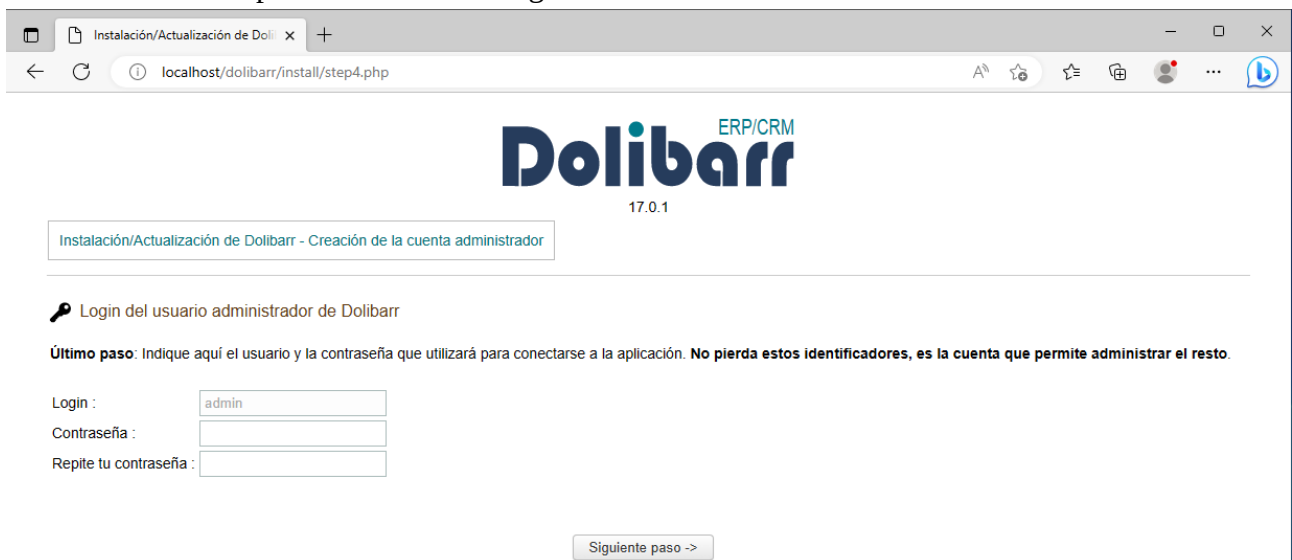 Instalación/Actualización de Doli
localhost/dolibarr/install/step4.php
Dolibarr ERP/CRM
17.0.1
Instalación/Actualización de Dolibarr - Creación de la cuenta administrador
Login del usuario administrador de Dolibarr
Último paso: Indique aquí el usuario y la contraseña que utilizará para conectarse a la aplicación. No pierda estos identificadores, es la cuenta que permite administrar el resto.
Login : admin
Contraseña :
Repite tu contraseña :
Siguiente paso ->